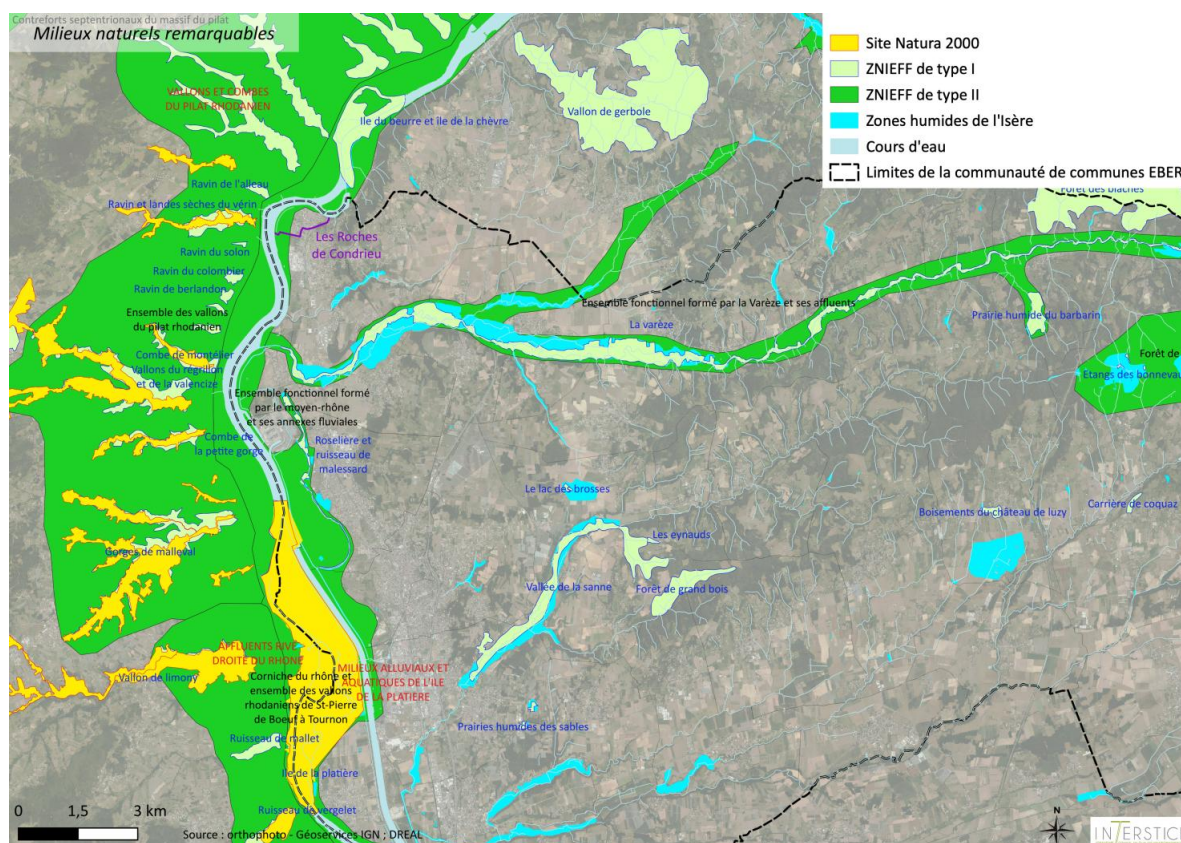 Contreforts septentrionaux du massif du pilat
Milieux naturels remarquables
Site Natura 2000
ZNIEFF de type I
ZNIEFF de type II
Zones humides de l'Isère
Cours d'eau
Limites de la communauté de communes EBER
VALLONS ET COMBES
DU PILAT RHODANIEN
Ile du beurre et île de la chèvre
Vallon de gerbole
Ravin de l'alleau
Ravin et landes sèches du vérin
Forêt des blaches
Les Roches
de Condrieu
Ravin du solon
Ravin du colombier
Ravin de berlandon
Ensemble des vallons
du pilat rhodanien
Ensemble fonctionnel formé par la Varèze et ses affluents
La varèze
Prairie humide du barbarin
Combe de montélier
Vallons du régrillon
et de la valencize
Forêt de
Etangs des bonnevau
Ensemble fonctionnel formé
par le moyen-rhône
et ses annexes fluviales
Combe de
la petite gorge
Roselière et
ruisseau de
malessard
Le lac des brosses
Boisements du château de luzy
Carrière de coquaz
Les eynauds
Gorges de malleval
Vallée de la sanne
Forêt de grand bois
AFFLUENTS RIVE
DROITE DU RHONE
MILIEUX ALLUVIAUX ET
AQUATIQUES DE L'ILE
DE LA PLATIERE
Vallon de limony
Corniche du rhône et
ensemble des vallons
rhodaniens de St-Pierre
de Boeuf à Tournon
Prairies humides des sables
Ruisseau de mallet
Ile de la platière
Ruisseau de vergelet
0 1,5 3 km
Source : orthophoto - Géoservices IGN ; DREAL
N
INTERSTICE